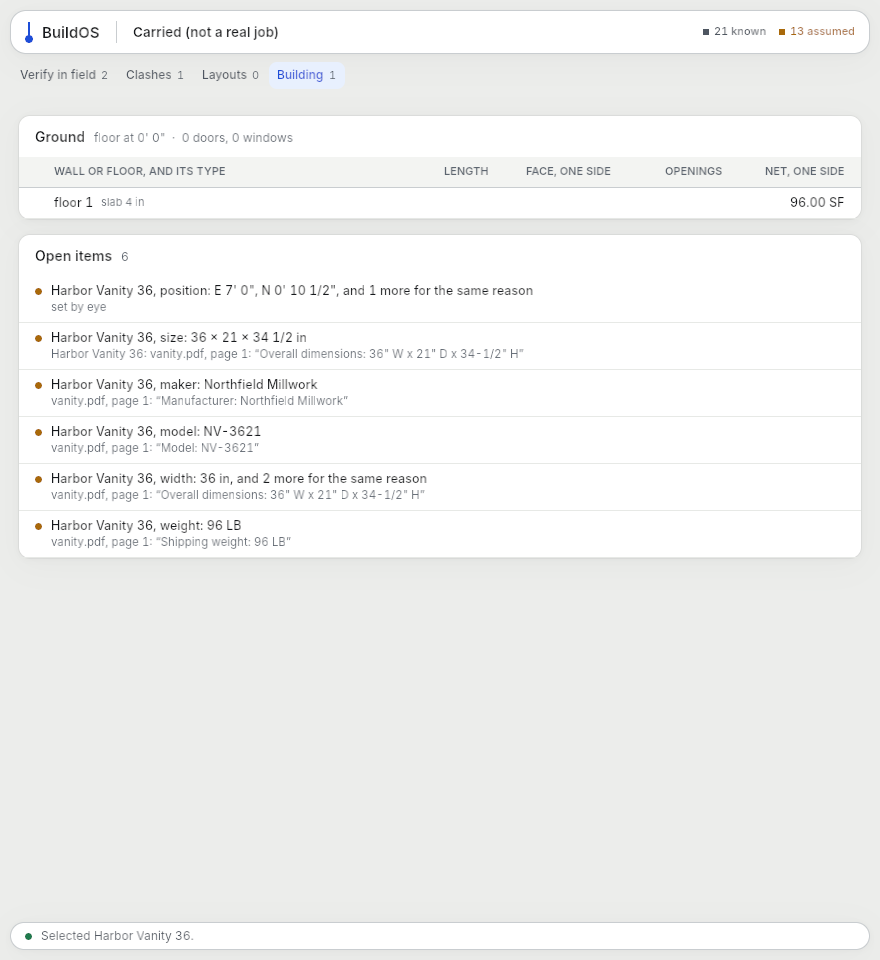 BuildOS
Carried (not a real job)
21 known
13 assumed
Verify in field 2
Clashes 1
Layouts 0
Building 1
Ground floor at 0' 0" · 0 doors, 0 windows
WALL OR FLOOR, AND ITS TYPE LENGTH FACE, ONE SIDE OPENINGS NET, ONE SIDE
floor 1 slab 4 in 96.00 SF
Open items 6
Harbor Vanity 36, position: E 7' 0", N 0' 10 1/2", and 1 more for the same reason
set by eye
Harbor Vanity 36, size: 36 × 21 × 34 1/2 in
Harbor Vanity 36: vanity.pdf, page 1: “Overall dimensions: 36" W x 21" D x 34-1/2" H”
Harbor Vanity 36, maker: Northfield Millwork
vanity.pdf, page 1: “Manufacturer: Northfield Millwork”
Harbor Vanity 36, model: NV-3621
vanity.pdf, page 1: “Model: NV-3621”
Harbor Vanity 36, width: 36 in, and 2 more for the same reason
vanity.pdf, page 1: “Overall dimensions: 36" W x 21" D x 34-1/2" H”
Harbor Vanity 36, weight: 96 LB
vanity.pdf, page 1: “Shipping weight: 96 LB”
Selected Harbor Vanity 36.